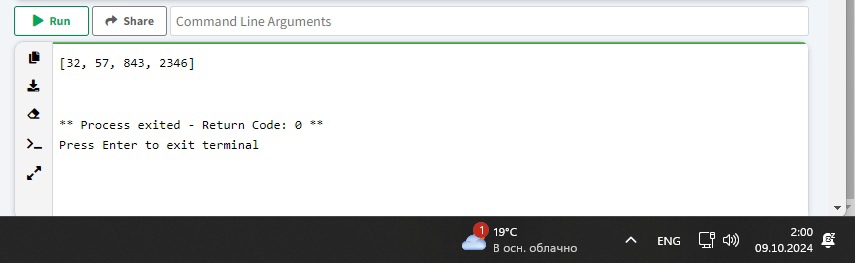 Run Share Command Line Arguments
[32, 57, 843, 2346]
** Process exited - Return Code: 0 **
Press Enter to exit terminal
1 19°C
В осн. облачно
ENG
2:00
09.10.2024